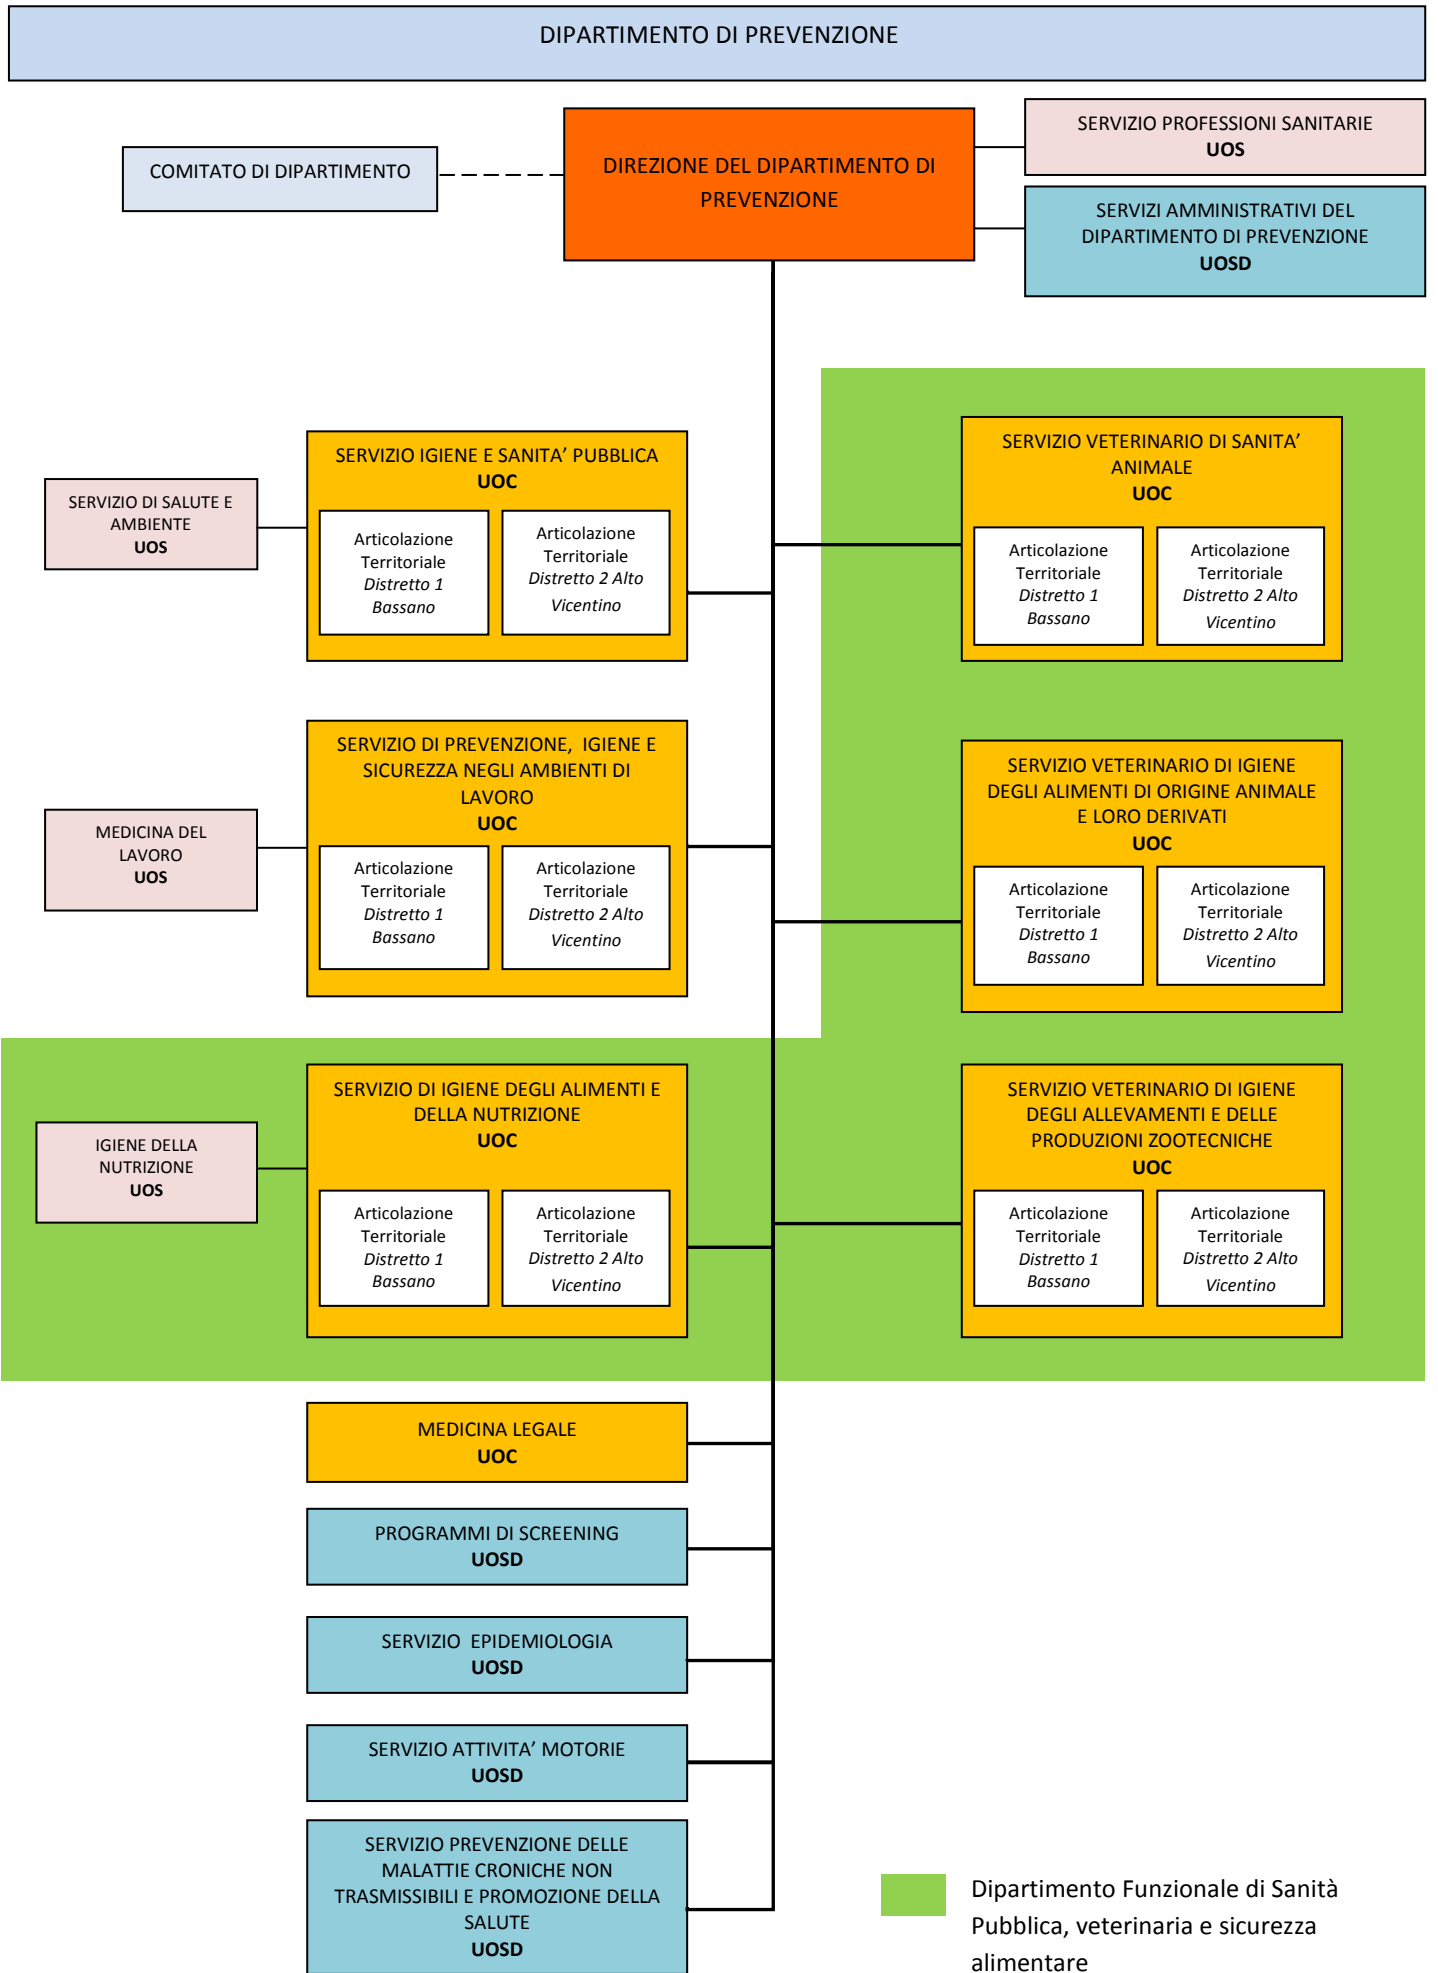 DIPARTIMENTO DI PREVENZIONE
COMITATO DI DIPARTIMENTO
DIREZIONE DEL DIPARTIMENTO DI
PREVENZIONE
SERVIZIO PROFESSIONI SANITARIE
UOS
SERVIZI AMMINISTRATIVI DEL
DIPARTIMENTO DI PREVENZIONE
UOSD
SERVIZIO DI SALUTE E
AMBIENTE
UOS
SERVIZIO IGIENE E SANITA’ PUBBLICA
UOC
Articolazione
Territoriale
Distretto 1
Bassano
Articolazione
Territoriale
Distretto 2 Alto
Vicentino
SERVIZIO VETERINARIO DI SANITA’
ANIMALE
UOC
Articolazione
Territoriale
Distretto 1
Bassano
Articolazione
Territoriale
Distretto 2 Alto
Vicentino
MEDICINA DEL
LAVORO
UOS
SERVIZIO DI PREVENZIONE, IGIENE E
SICUREZZA NEGLI AMBIENTI DI
LAVORO
UOC
Articolazione
Territoriale
Distretto 1
Bassano
Articolazione
Territoriale
Distretto 2 Alto
Vicentino
SERVIZIO VETERINARIO DI IGIENE
DEGLI ALIMENTI DI ORIGINE ANIMALE
E LORO DERIVATI
UOC
Articolazione
Territoriale
Distretto 1
Bassano
Articolazione
Territoriale
Distretto 2 Alto
Vicentino
IGIENE DELLA
NUTRIZIONE
UOS
SERVIZIO DI IGIENE DEGLI ALIMENTI E
DELLA NUTRIZIONE
UOC
Articolazione
Territoriale
Distretto 1
Bassano
Articolazione
Territoriale
Distretto 2 Alto
Vicentino
SERVIZIO VETERINARIO DI IGIENE
DEGLI ALLEVAMENTI E DELLE
PRODUZIONI ZOOTECNICHE
UOC
Articolazione
Territoriale
Distretto 1
Bassano
Articolazione
Territoriale
Distretto 2 Alto
Vicentino
MEDICINA LEGALE
UOC
PROGRAMMI DI SCREENING
UOSD
SERVIZIO EPIDEMIOLOGIA
UOSD
SERVIZIO ATTIVITA’ MOTORIE
UOSD
SERVIZIO PREVENZIONE DELLE
MALATTIE CRONICHE NON
TRASMISSIBILI E PROMOZIONE DELLA
SALUTE
UOSD
Dipartimento Funzionale di Sanità
Pubblica, veterinaria e sicurezza
alimentare